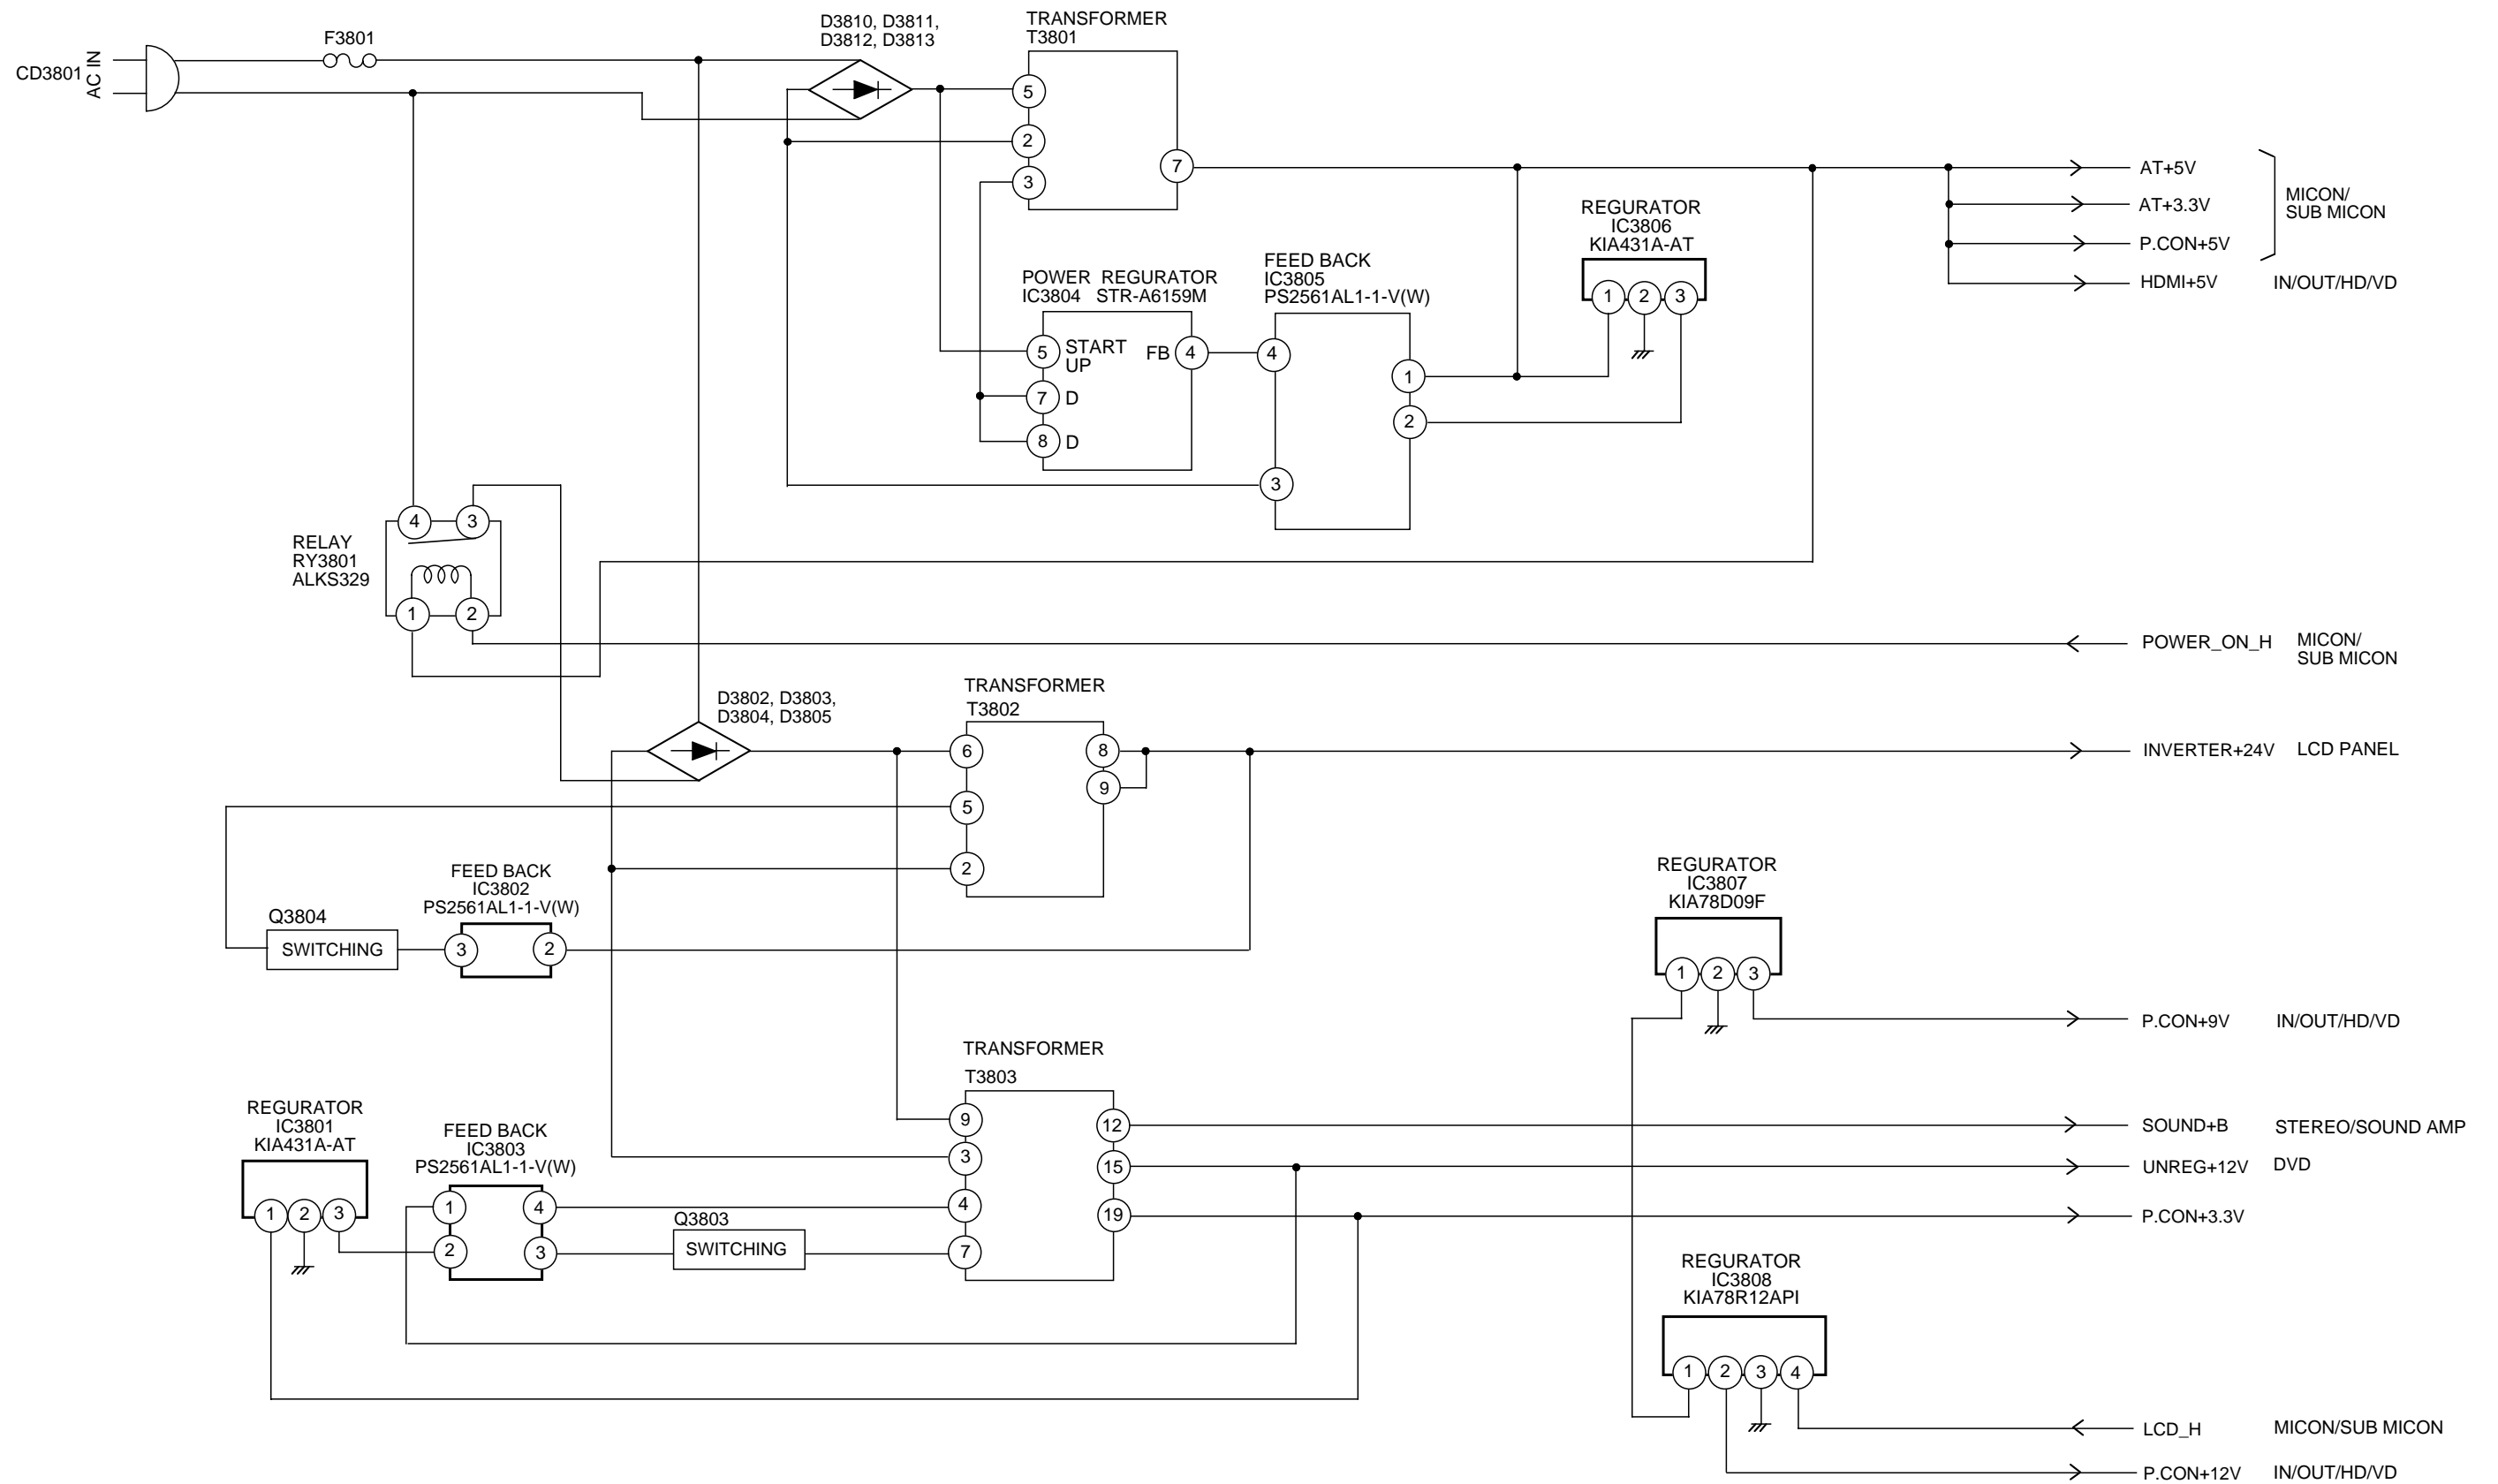 CD3801
AC IN
F3801
D3810, D3811,
D3812, D3813
TRANSFORMER
T3801
5
2
3
7
AT+5V
AT+3.3V
P.CON+5V
MICON/
SUB MICON
HDMI+5V
IN/OUT/HD/VD
REGURATOR
IC3806
KIA431A-AT
1
2
3
POWER REGURATOR
IC3804 STR-A6159M
5
START
UP
7
D
8
D
FB
4
FEED BACK
IC3805
PS2561AL1-1-V(W)
4
3
1
2
RELAY
RY3801
ALKS329
4
3
1
2
POWER_ON_H
MICON/
SUB MICON
D3802, D3803,
D3804, D3805
TRANSFORMER
T3802
6
5
2
8
9
INVERTER+24V
LCD PANEL
Q3804
SWITCHING
FEED BACK
IC3802
PS2561AL1-1-V(W)
3
2
REGURATOR
IC3807
KIA78D09F
1
2
3
P.CON+9V
IN/OUT/HD/VD
TRANSFORMER
T3803
9
3
4
7
12
15
19
SOUND+B
STEREO/SOUND AMP
UNREG+12V
DVD
P.CON+3.3V
REGURATOR
IC3801
KIA431A-AT
1
2
3
FEED BACK
IC3803
PS2561AL1-1-V(W)
1
2
4
3
Q3803
SWITCHING
REGURATOR
IC3808
KIA78R12API
1
2
3
4
LCD_H
MICON/SUB MICON
P.CON+12V
IN/OUT/HD/VD